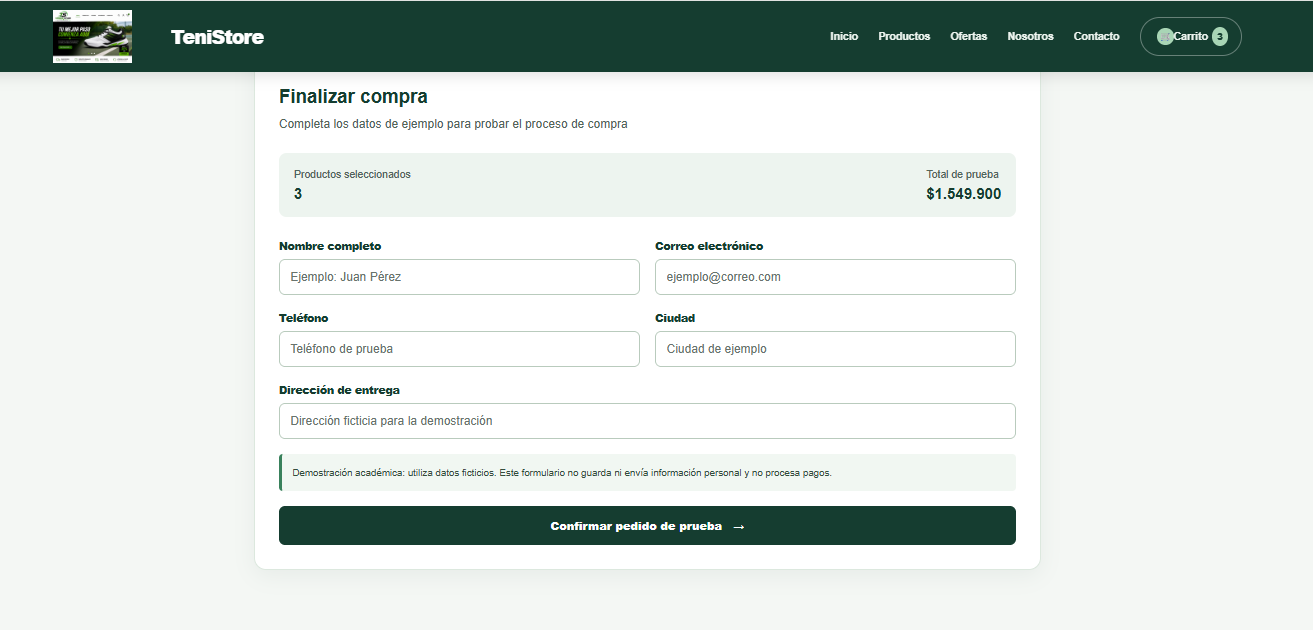 TeniStore
Inicio Productos Ofertas Nosotros Contacto Carrito 3
Finalizar compra
Completa los datos de ejemplo para probar el proceso de compra
Productos seleccionados Total de prueba
3 $1.549.900
Nombre completo Correo electrónico
Ejemplo: Juan Pérez ejemplo@correo.com
Teléfono Ciudad
Teléfono de prueba Ciudad de ejemplo
Dirección de entrega
Dirección ficticia para la demostración
Demostración académica: utiliza datos ficticios. Este formulario no guarda ni envía información personal y no procesa pagos.
Confirmar pedido de prueba →